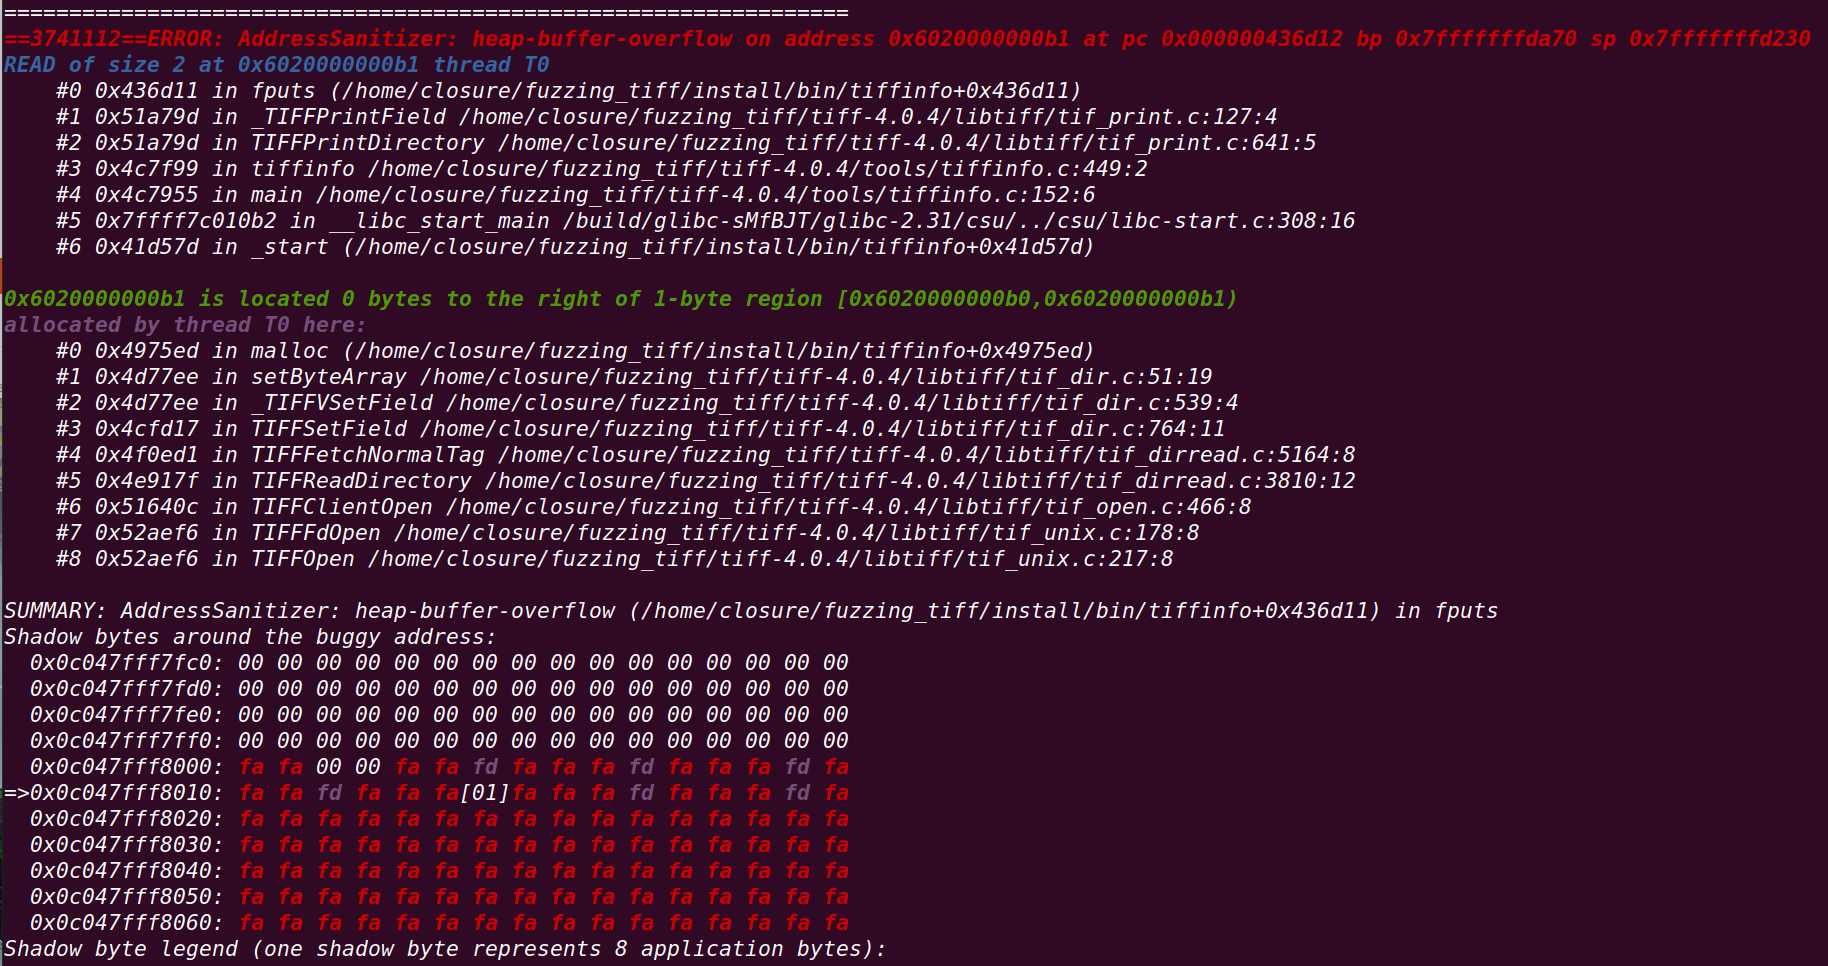 =================================================================
==3741112==ERROR: AddressSanitizer: heap-buffer-overflow on address 0x6020000000b1 at pc 0x000000436d12 bp 0x7fffffffda70 sp 0x7fffffffd230
READ of size 2 at 0x6020000000b1 thread T0
    #0 0x436d11 in fputs (/home/closure/fuzzing_tiff/install/bin/tiffinfo+0x436d11)
    #1 0x51a79d in _TIFFPrintField /home/closure/fuzzing_tiff/tiff-4.0.4/libtiff/tif_print.c:127:4
    #2 0x51a79d in TIFFPrintDirectory /home/closure/fuzzing_tiff/tiff-4.0.4/libtiff/tif_print.c:641:5
    #3 0x4c7f99 in tiffinfo /home/closure/fuzzing_tiff/tiff-4.0.4/tools/tiffinfo.c:449:2
    #4 0x4c7955 in main /home/closure/fuzzing_tiff/tiff-4.0.4/tools/tiffinfo.c:152:6
    #5 0x7ffff7c010b2 in __libc_start_main /build/glibc-sMfBJT/glibc-2.31/csu/../csu/libc-start.c:308:16
    #6 0x41d57d in _start (/home/closure/fuzzing_tiff/install/bin/tiffinfo+0x41d57d)

0x6020000000b1 is located 0 bytes to the right of 1-byte region [0x6020000000b0,0x6020000000b1)
allocated by thread T0 here:
    #0 0x4975ed in malloc (/home/closure/fuzzing_tiff/install/bin/tiffinfo+0x4975ed)
    #1 0x4d77ee in setByteArray /home/closure/fuzzing_tiff/tiff-4.0.4/libtiff/tif_dir.c:51:19
    #2 0x4d77ee in _TIFFVSetField /home/closure/fuzzing_tiff/tiff-4.0.4/libtiff/tif_dir.c:539:4
    #3 0x4cfd17 in TIFFSetField /home/closure/fuzzing_tiff/tiff-4.0.4/libtiff/tif_dir.c:764:11
    #4 0x4f0ed1 in TIFFFetchNormalTag /home/closure/fuzzing_tiff/tiff-4.0.4/libtiff/tif_dirread.c:5164:8
    #5 0x4e917f in TIFFReadDirectory /home/closure/fuzzing_tiff/tiff-4.0.4/libtiff/tif_dirread.c:3810:12
    #6 0x51640c in TIFFClientOpen /home/closure/fuzzing_tiff/tiff-4.0.4/libtiff/tif_open.c:466:8
    #7 0x52aef6 in TIFFFdOpen /home/closure/fuzzing_tiff/tiff-4.0.4/libtiff/tif_unix.c:178:8
    #8 0x52aef6 in TIFFOpen /home/closure/fuzzing_tiff/tiff-4.0.4/libtiff/tif_unix.c:217:8

SUMMARY: AddressSanitizer: heap-buffer-overflow (/home/closure/fuzzing_tiff/install/bin/tiffinfo+0x436d11) in fputs
Shadow bytes around the buggy address:
  0x0c047fff7fc0: 00 00 00 00 00 00 00 00 00 00 00 00 00 00 00 00
  0x0c047fff7fd0: 00 00 00 00 00 00 00 00 00 00 00 00 00 00 00 00
  0x0c047fff7fe0: 00 00 00 00 00 00 00 00 00 00 00 00 00 00 00 00
  0x0c047fff7ff0: 00 00 00 00 00 00 00 00 00 00 00 00 00 00 00 00
  0x0c047fff8000: fa fa 00 00 fa fa fd fa fa fa fd fa fa fa fd fa
=>0x0c047fff8010: fa fa fd fa fa fa[01]fa fa fa fd fa fa fa fd fa
  0x0c047fff8020: fa fa fa fa fa fa fa fa fa fa fa fa fa fa fa fa
  0x0c047fff8030: fa fa fa fa fa fa fa fa fa fa fa fa fa fa fa fa
  0x0c047fff8040: fa fa fa fa fa fa fa fa fa fa fa fa fa fa fa fa
  0x0c047fff8050: fa fa fa fa fa fa fa fa fa fa fa fa fa fa fa fa
  0x0c047fff8060: fa fa fa fa fa fa fa fa fa fa fa fa fa fa fa fa
Shadow byte legend (one shadow byte represents 8 application bytes):